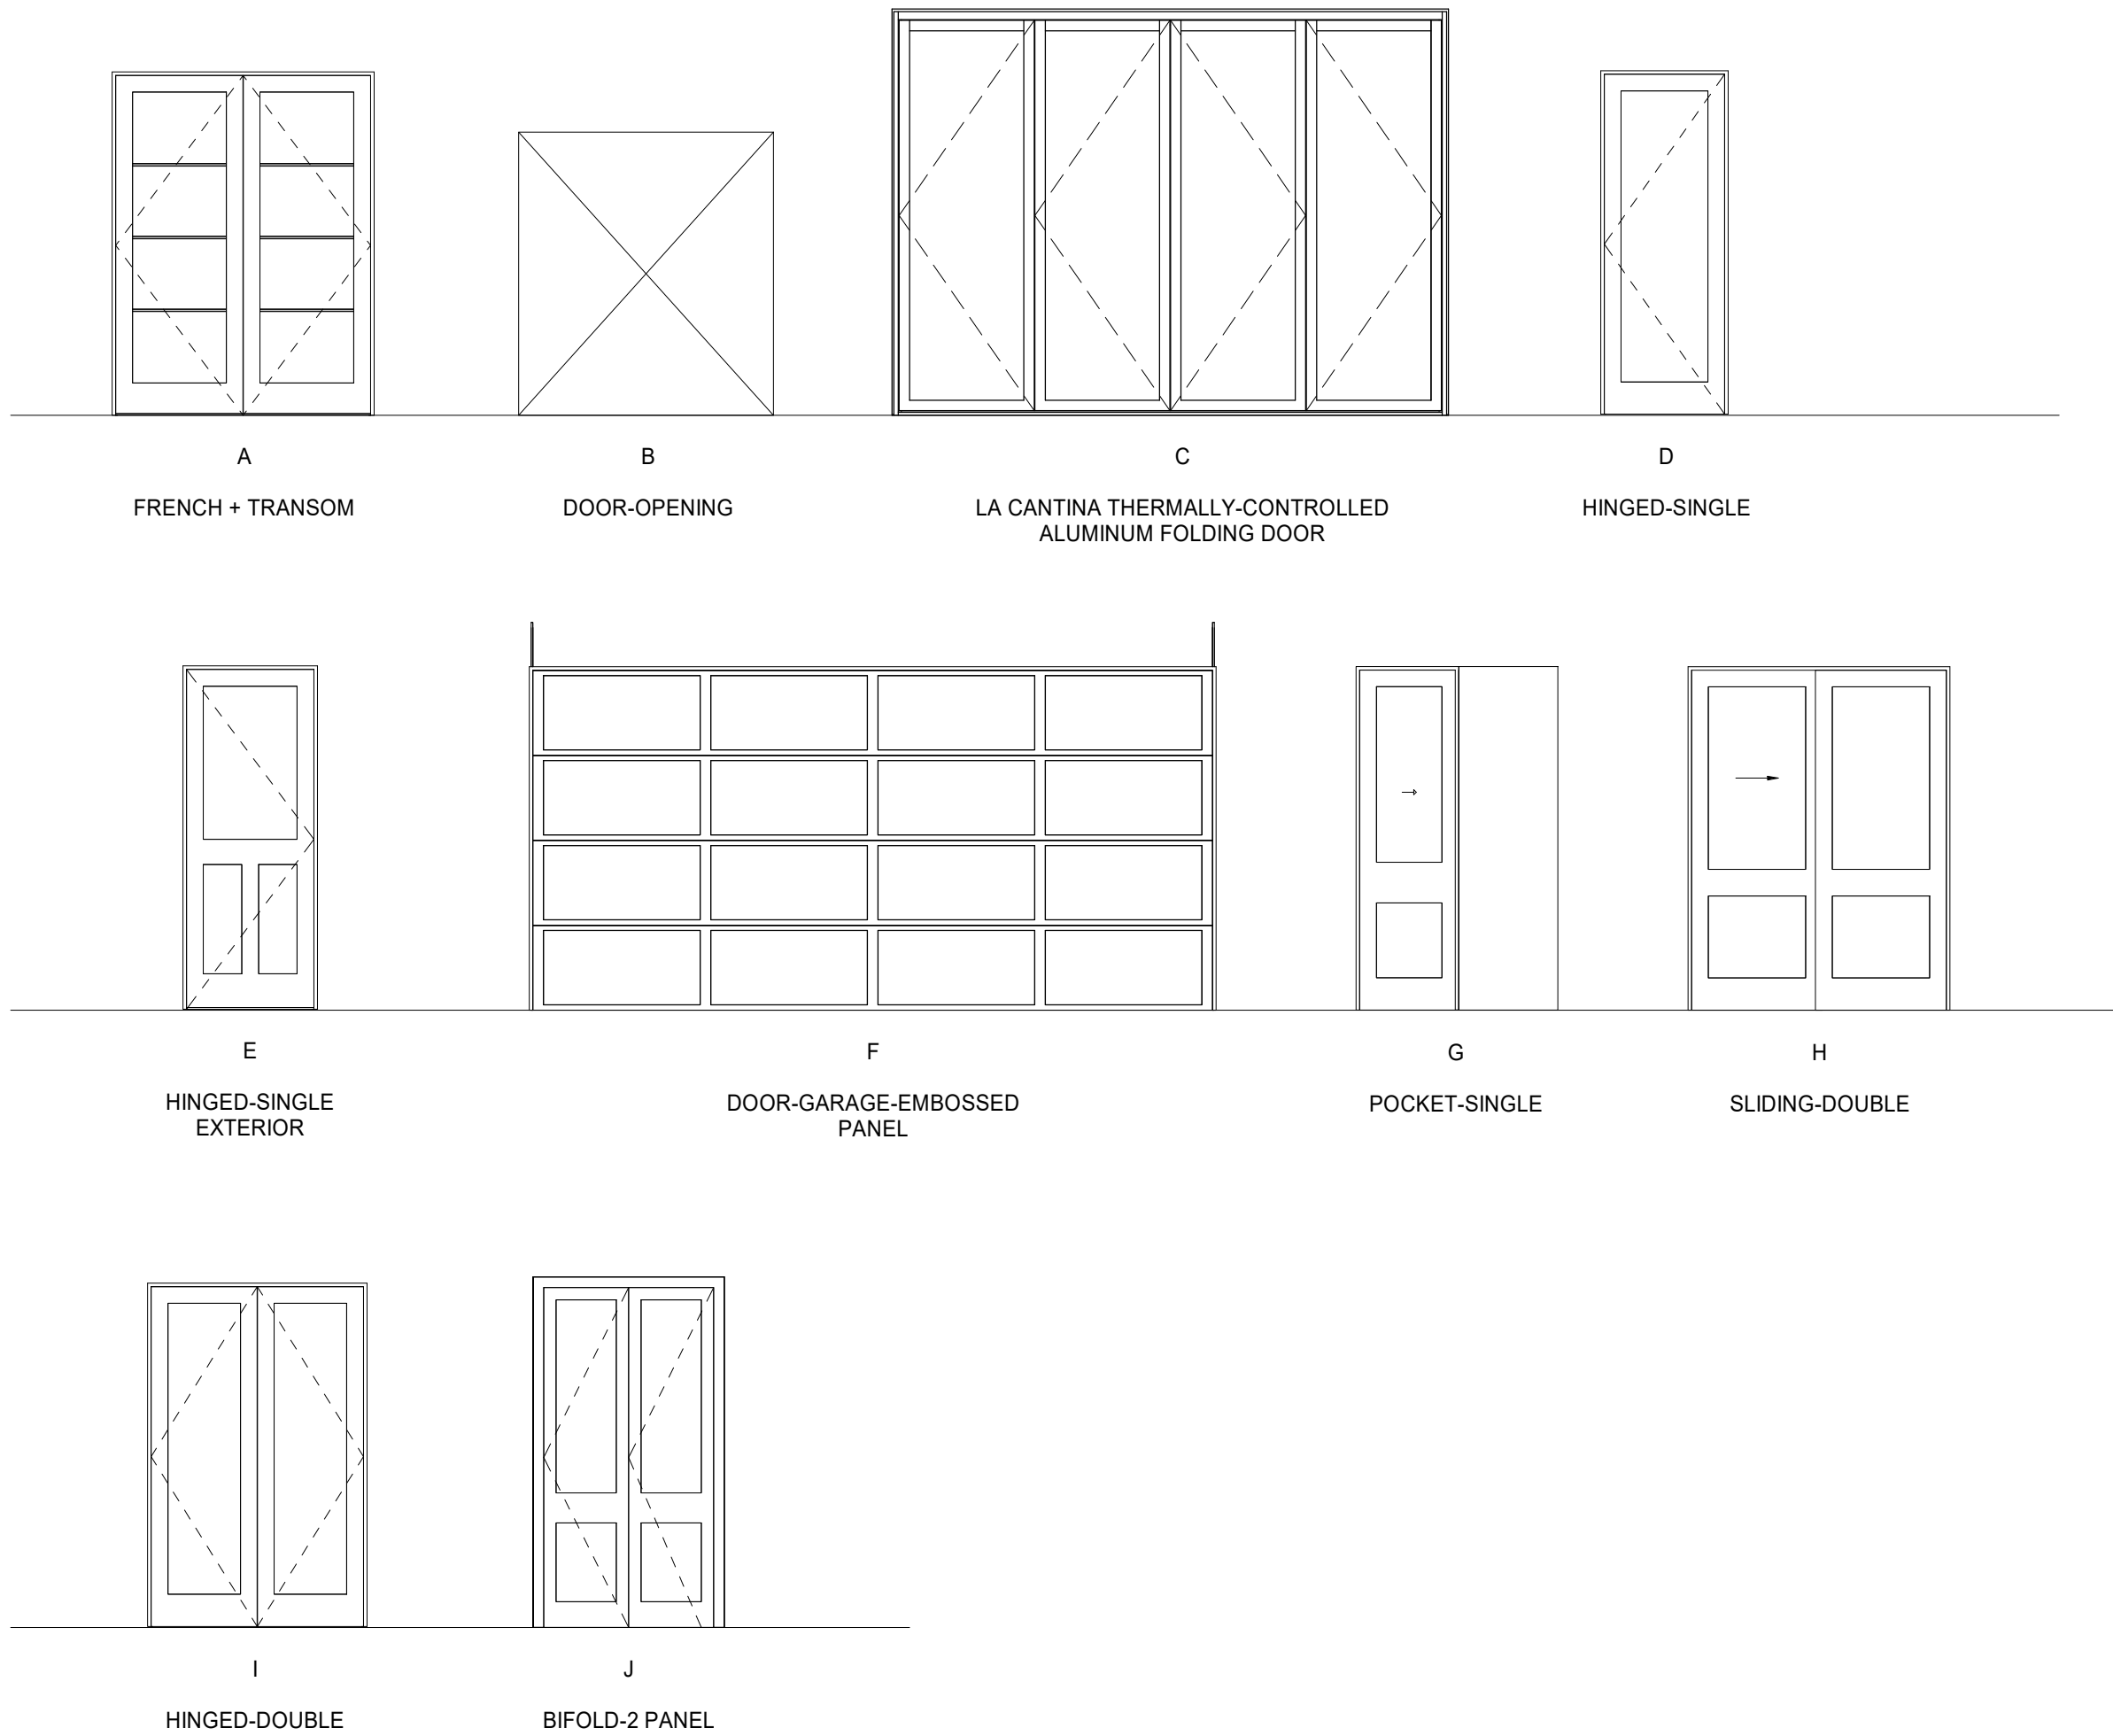 A
B
C
D
FRENCH + TRANSOM
DOOR-OPENING
LA CANTINA THERMALLY-CONTROLLED
ALUMINUM FOLDING DOOR
HINGED-SINGLE
E
F
G
H
HINGED-SINGLE
EXTERIOR
DOOR-GARAGE-EMBOSSED
PANEL
POCKET-SINGLE
SLIDING-DOUBLE
I
J
HINGED-DOUBLE
BIFOLD-2 PANEL